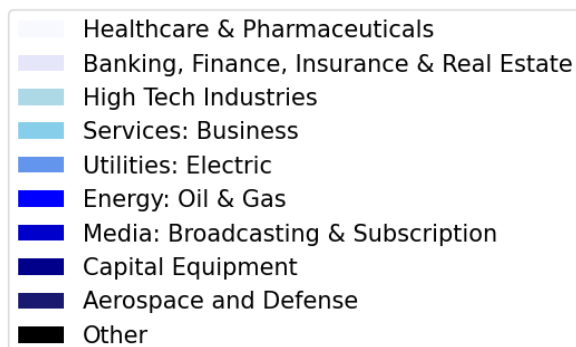 Healthcare & Pharmaceuticals
Banking, Finance, Insurance & Real Estate
High Tech Industries
Services: Business
Utilities: Electric
Energy: Oil & Gas
Media: Broadcasting & Subscription
Capital Equipment
Aerospace and Defense
Other